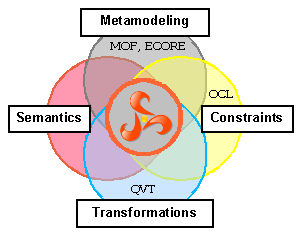 Metamodeling
MOF, ECORE
OCL
Semantics
Constraints
QVT
Transformations